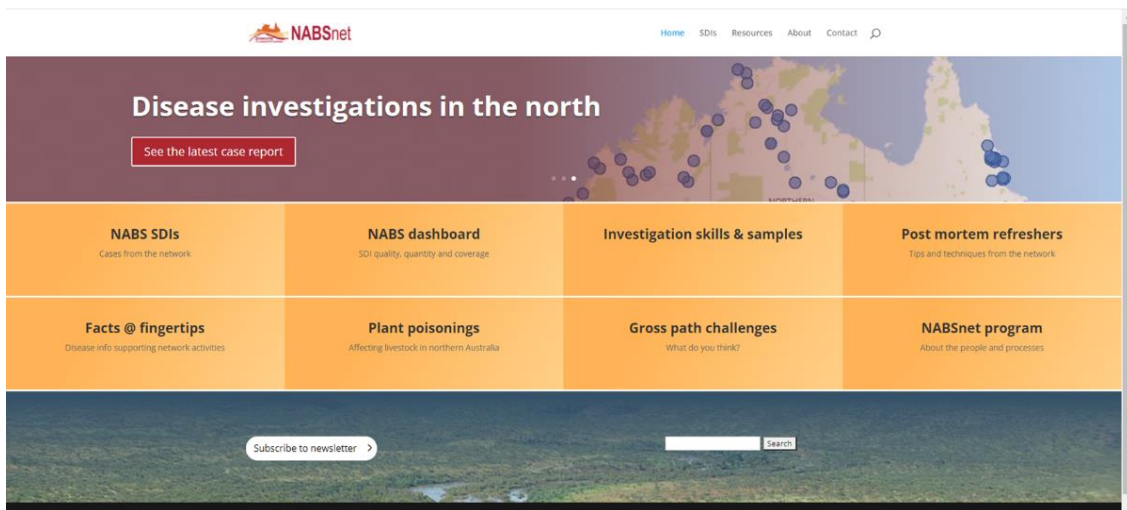 NABSnet
Home SDIs Resources About Contact
Disease investigations in the north
See the latest case report
NORTHERN
NABS SDIs
Cases from the network
NABS dashboard
SDI quality, quantity and coverage
Investigation skills & samples
Post mortem refreshers
Tips and techniques from the network
Facts @ fingertips
Disease info supporting network activities
Plant poisonings
Affecting livestock in northern Australia
Gross path challenges
What do you think?
NABSnet program
About the people and processes
Subscribe to newsletter >
Search